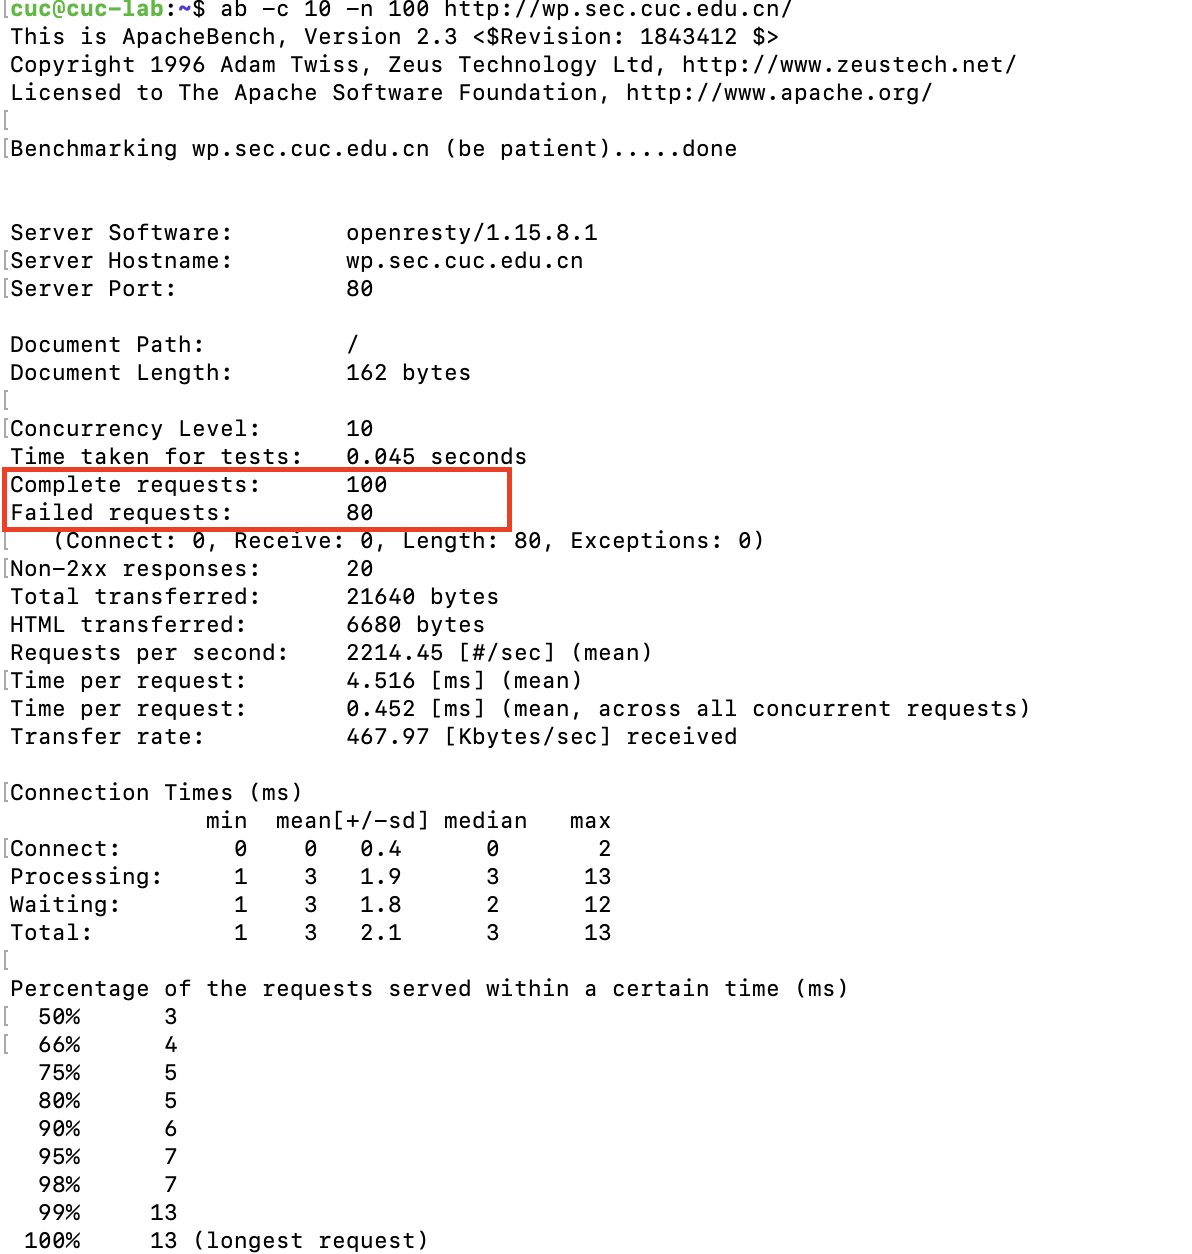 cuc@cuc-lab:~$ ab -c 10 -n 100 http://wp.sec.cuc.edu.cn/
This is ApacheBench, Version 2.3 <$Revision: 1843412 $>
Copyright 1996 Adam Twiss, Zeus Technology Ltd, http://www.zeustech.net/
Licensed to The Apache Software Foundation, http://www.apache.org/
Benchmarking wp.sec.cuc.edu.cn (be patient).....done
Server Software:        openresty/1.15.8.1
Server Hostname:        wp.sec.cuc.edu.cn
Server Port:            80
Document Path:          /
Document Length:        162 bytes
Concurrency Level:      10
Time taken for tests:   0.045 seconds
Complete requests:      100
Failed requests:        80
   (Connect: 0, Receive: 0, Length: 80, Exceptions: 0)
Non-2xx responses:      20
Total transferred:      21640 bytes
HTML transferred:       6680 bytes
Requests per second:    2214.45 [#/sec] (mean)
Time per request:       4.516 [ms] (mean)
Time per request:       0.452 [ms] (mean, across all concurrent requests)
Transfer rate:          467.97 [Kbytes/sec] received
Connection Times (ms)
              min  mean[+/-sd] median   max
Connect:        0    0   0.4      0       2
Processing:     1    3   1.9      3      13
Waiting:        1    3   1.8      2      12
Total:          1    3   2.1      3      13
Percentage of the requests served within a certain time (ms)
  50%      3
  66%      4
  75%      5
  80%      5
  90%      6
  95%      7
  98%      7
  99%     13
 100%     13 (longest request)